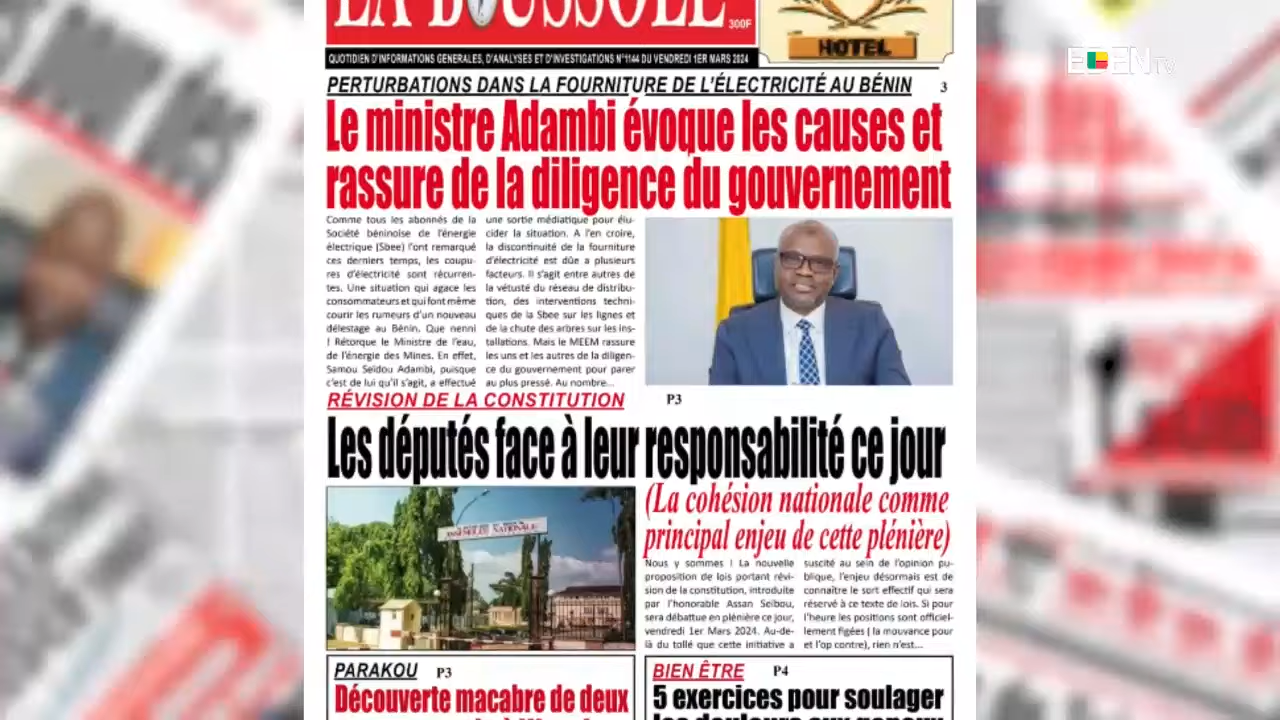 LA BOUSSOLE
300F
HOTEL
EDEN TV
QUOTIDIEN D'INFORMATIONS GENERALES, D'ANALYSES ET D'INVESTIGATIONS N°1144 DU VENDREDI 1ER MARS 2024
PERTURBATIONS DANS LA FOURNITURE DE L'ÉLECTRICITÉ AU BÉNIN 3
Le ministre Adambi évoque les causes et
rassure de la diligence du gouvernement
Comme tous les abonnés de la
Société béninoise de l'énergie
électrique (Sbee) l'ont remarqué
ces derniers temps, les coupu-
res d'électricité sont récurren-
tes. Une situation qui agace les
consommateurs et qui font même
courir les rumeurs d'un nouveau
délestage au Bénin. Que nenni
! Rétorque le Ministre de l'eau,
de l'énergie des Mines. En effet,
Samou Seïdou Adambi, puisque
c'est de lui qu'il s'agit, a effectué
une sortie médiatique pour élu-
cider la situation. A l'en croire,
la discontinuité de la fourniture
d'électricité est dûe a plusieurs
facteurs. Il s'agit entre autres de
la vétusté du réseau de distribu-
tion, des interventions techni-
ques de la Sbee sur les lignes et
de la chute des arbres sur les ins-
tallations. Mais le MEEM rassure
les uns et les autres de la diligen-
ce du gouvernement pour parer
au plus pressé. Au nombre...
RÉVISION DE LA CONSTITUTION P3
Les députés face à leur responsabilité ce jour
ASSEMBLEE NATIONALE
(La cohésion nationale comme
principal enjeu de cette plénière)
Nous y sommes ! La nouvelle
proposition de lois portant révi-
sion de la constitution, introduite
par l'honorable Assan Seibou,
sera débattue en plénière ce jour,
vendredi 1er Mars 2024. Au-de-
là du tollé que cette initiative a
suscité au sein de l'opinion pu-
blique, l'enjeu désormais est de
connaître le sort effectif qui sera
réservé à ce texte de lois. Si pour
l'heure les positions sont officiel-
lement figées ( la mouvance pour
et l'op contre), rien n'est...
PARAKOU P3
Découverte macabre de deux
BIEN ÊTRE P4
5 exercices pour soulager
les douleurs aux genoux